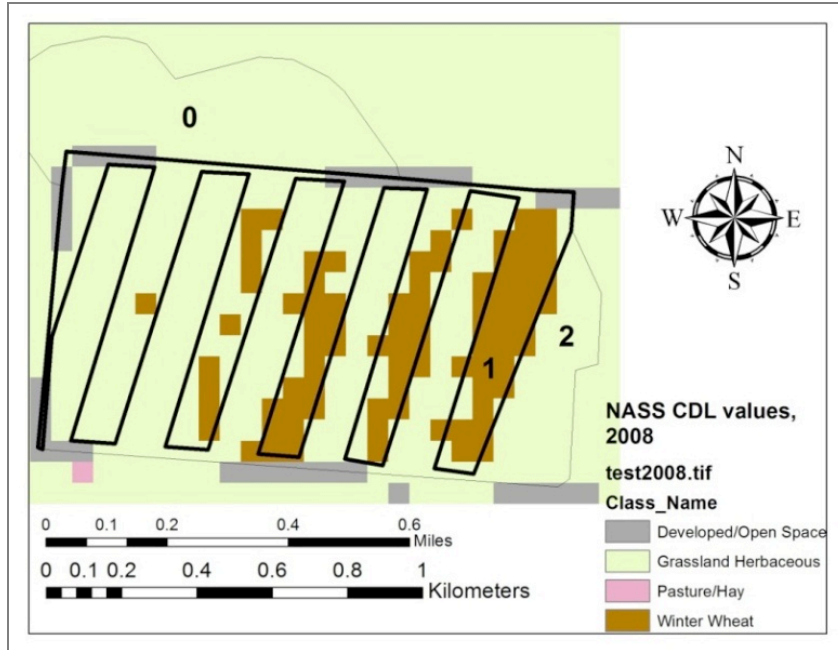 0
N
W E
S
2
1
NASS CDL values,
2008
test2008.tif
Class_Name
Developed/Open Space
Grassland Herbaceous
Pasture/Hay
Winter Wheat
0 0.1 0.2 0.4 0.6
Miles
0 0.1 0.2 0.4 0.6 0.8 1
Kilometers